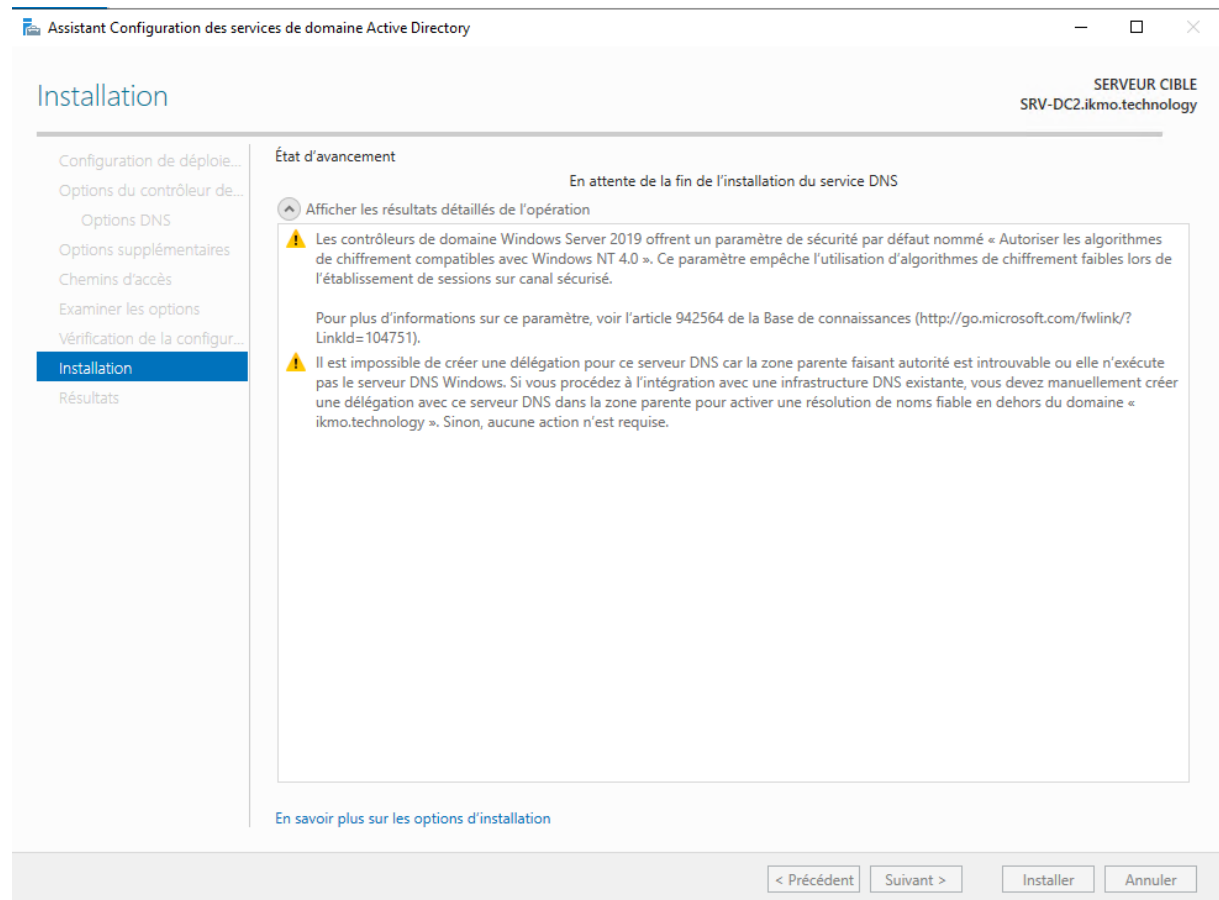 Assistant Configuration des services de domaine Active Directory
Installation
SERVEUR CIBLE
SRV-DC2.ikmo.technology
Configuration de déploie...
Options du contrôleur de...
Options DNS
Options supplémentaires
Chemins d'accès
Examiner les options
Vérification de la configur...
Installation
Résultats
État d'avancement
En attente de la fin de l'installation du service DNS
Afficher les résultats détaillés de l'opération
Les contrôleurs de domaine Windows Server 2019 offrent un paramètre de sécurité par défaut nommé « Autoriser les algorithmes
de chiffrement compatibles avec Windows NT 4.0 ». Ce paramètre empêche l'utilisation d'algorithmes de chiffrement faibles lors de
l'établissement de sessions sur canal sécurisé.
Pour plus d'informations sur ce paramètre, voir l'article 942564 de la Base de connaissances (http://go.microsoft.com/fwlink/?
LinkId=104751).
Il est impossible de créer une délégation pour ce serveur DNS car la zone parente faisant autorité est introuvable ou elle n'exécute
pas le serveur DNS Windows. Si vous procédez à l'intégration avec une infrastructure DNS existante, vous devez manuellement créer
une délégation avec ce serveur DNS dans la zone parente pour activer une résolution de noms fiable en dehors du domaine «
ikmo.technology ». Sinon, aucune action n'est requise.
En savoir plus sur les options d'installation
< Précédent
Suivant >
Installer
Annuler